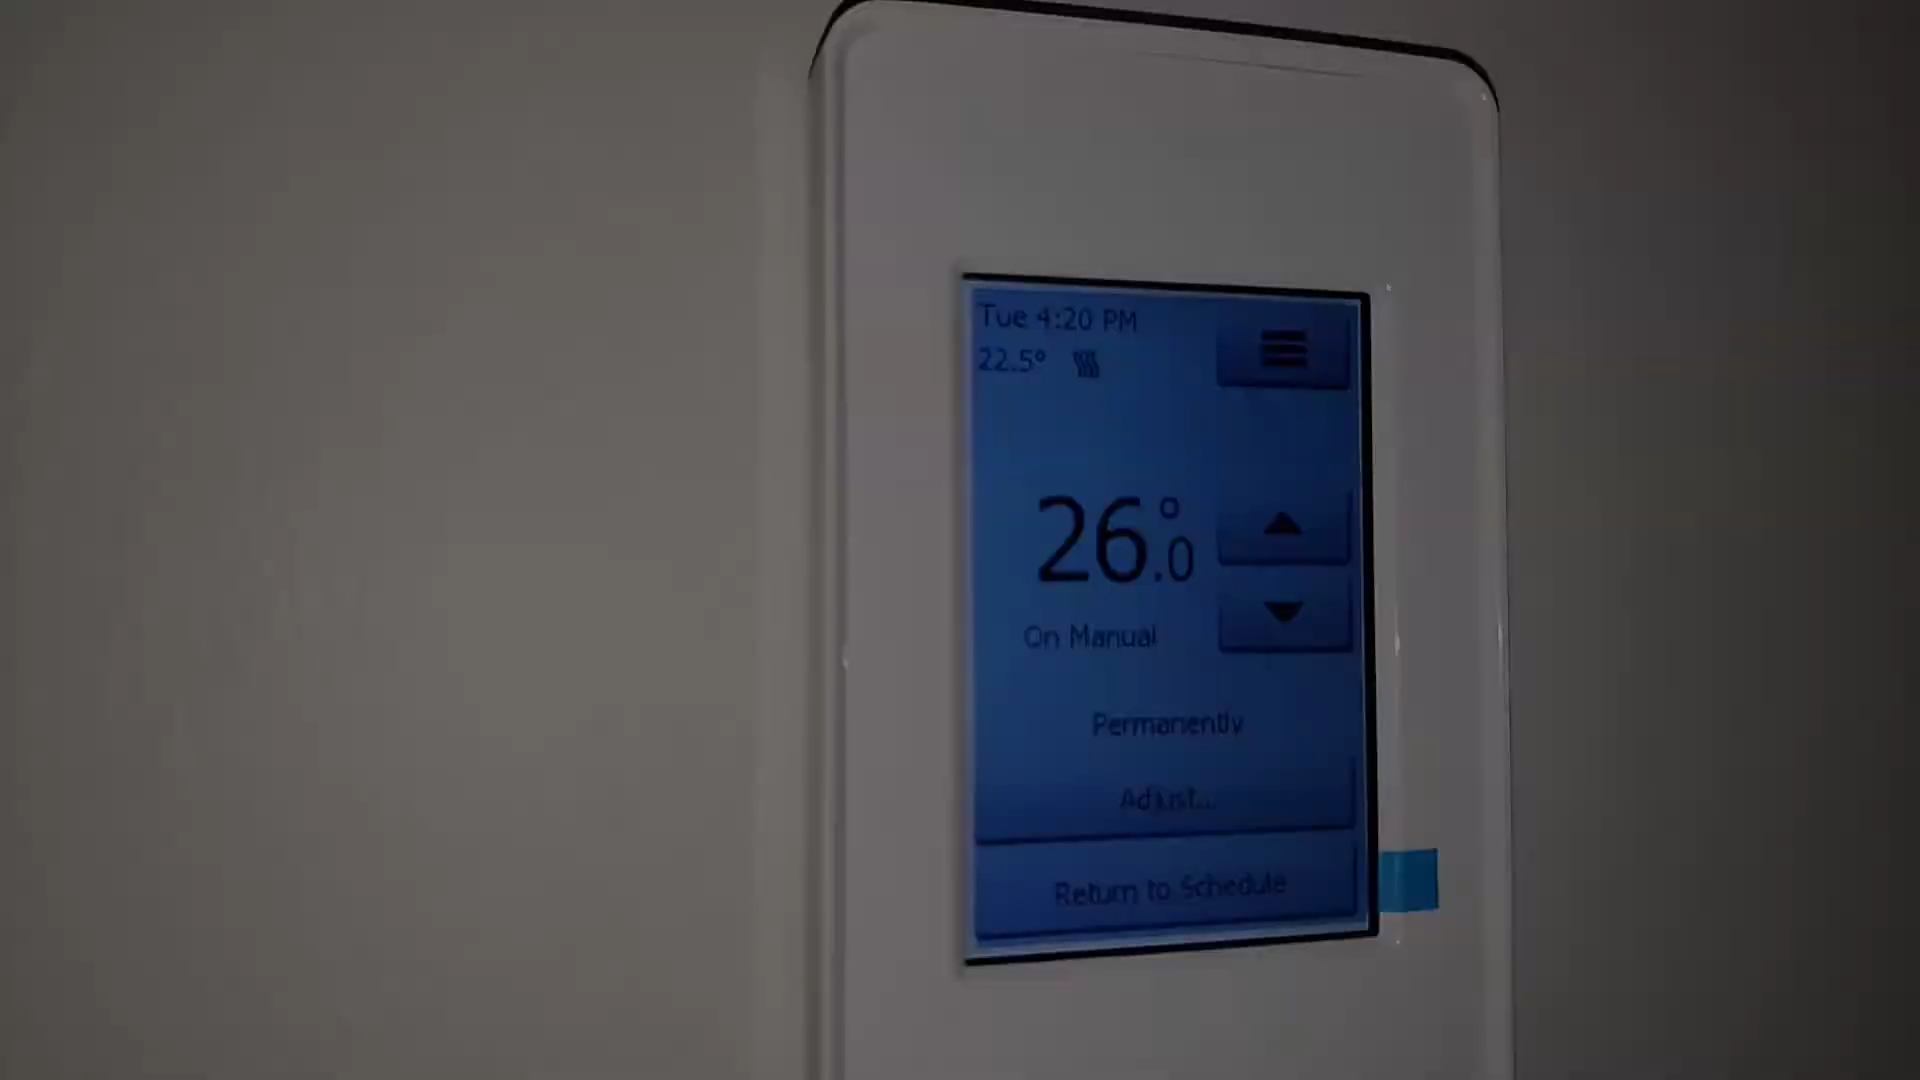 Tue 4:20 PM
22.5°
26.0°
On Manual
Permanently
Adjust...
Return to Schedule